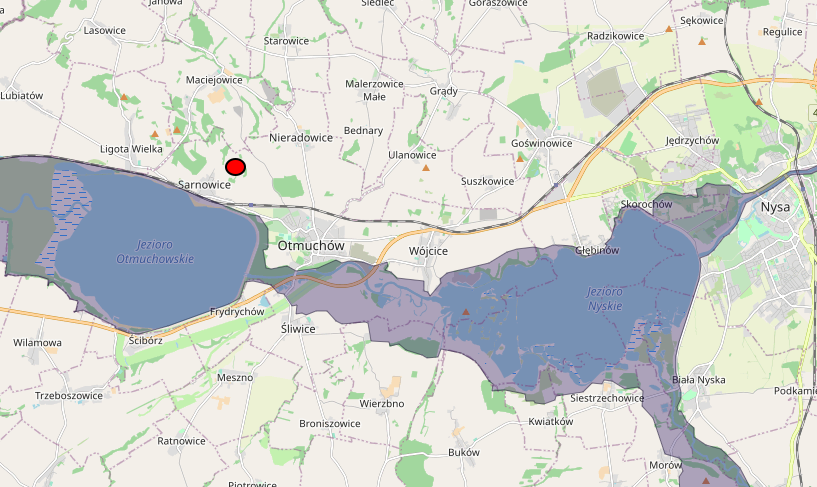 Janowa
Siedlec
Goraszowice
Sękowice
Lasowice
Starowice
Radzikowice
Regulice
Maciejowice
Malerzowice
Małe
Grądy
Lubiatów
Nieradowice
Bednary
Goświnowice
Jędrzychów
Ligota Wielka
Ulanowice
Sarnowice
Suszkowice
Skorochów
Nysa
Otmuchów
Wójcice
Głębinów
Jezioro
Otmuchowskie
Jezioro
Nyskie
Frydrychów
Śliwice
Wilamowa
Ścibórz
Meszno
Biała Nyska
Trzeboszowice
Wierzbno
Siestrzechowice
Podkamie
Broniszowice
Kwiatków
Ratnowice
Buków
Morów
Piotrowice